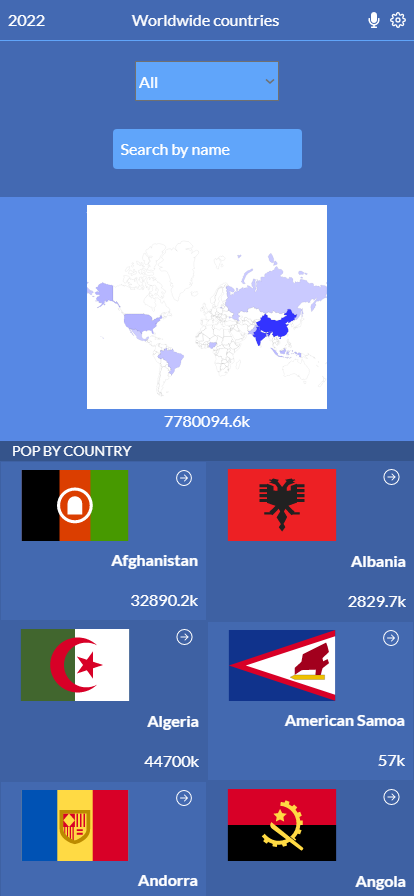 2022 Worldwide countries
All
Search by name
7780094.6k
POP BY COUNTRY
Afghanistan
32890.2k
Albania
2829.7k
Algeria
44700k
American Samoa
57k
Andorra
Angola